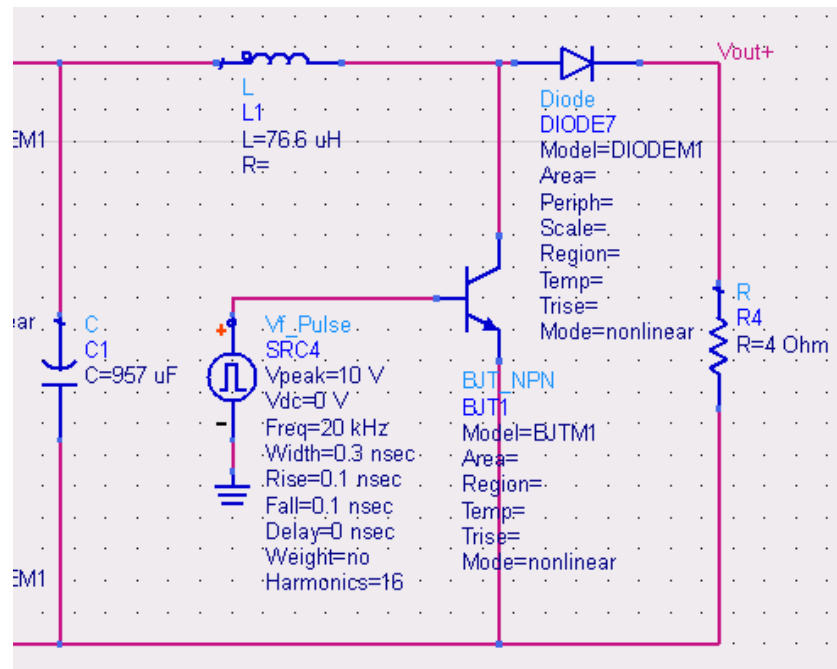 Vout+
L
L1
L=76.6 uH
R=
Diode
DIODE7
Model=DIODEM1
Area=
Periph=
Scale=
Region=
Temp=
Trise=
Mode=nonlinear
EM1
ear
C
C1
C=957 uF
Vf_Pulse
SRC4
Vpeak=10 V
Vdc=0 V
Freq=20 kHz
Width=0.3 nsec
Rise=0.1 nsec
Fall=0.1 nsec
Delay=0 nsec
Weight=no
Harmonics=16
BJT_NPN
BJT1
Model=BJTM1
Area=
Region=
Temp=
Trise=
Mode=nonlinear
R
R4
R=4 Ohm
EM1